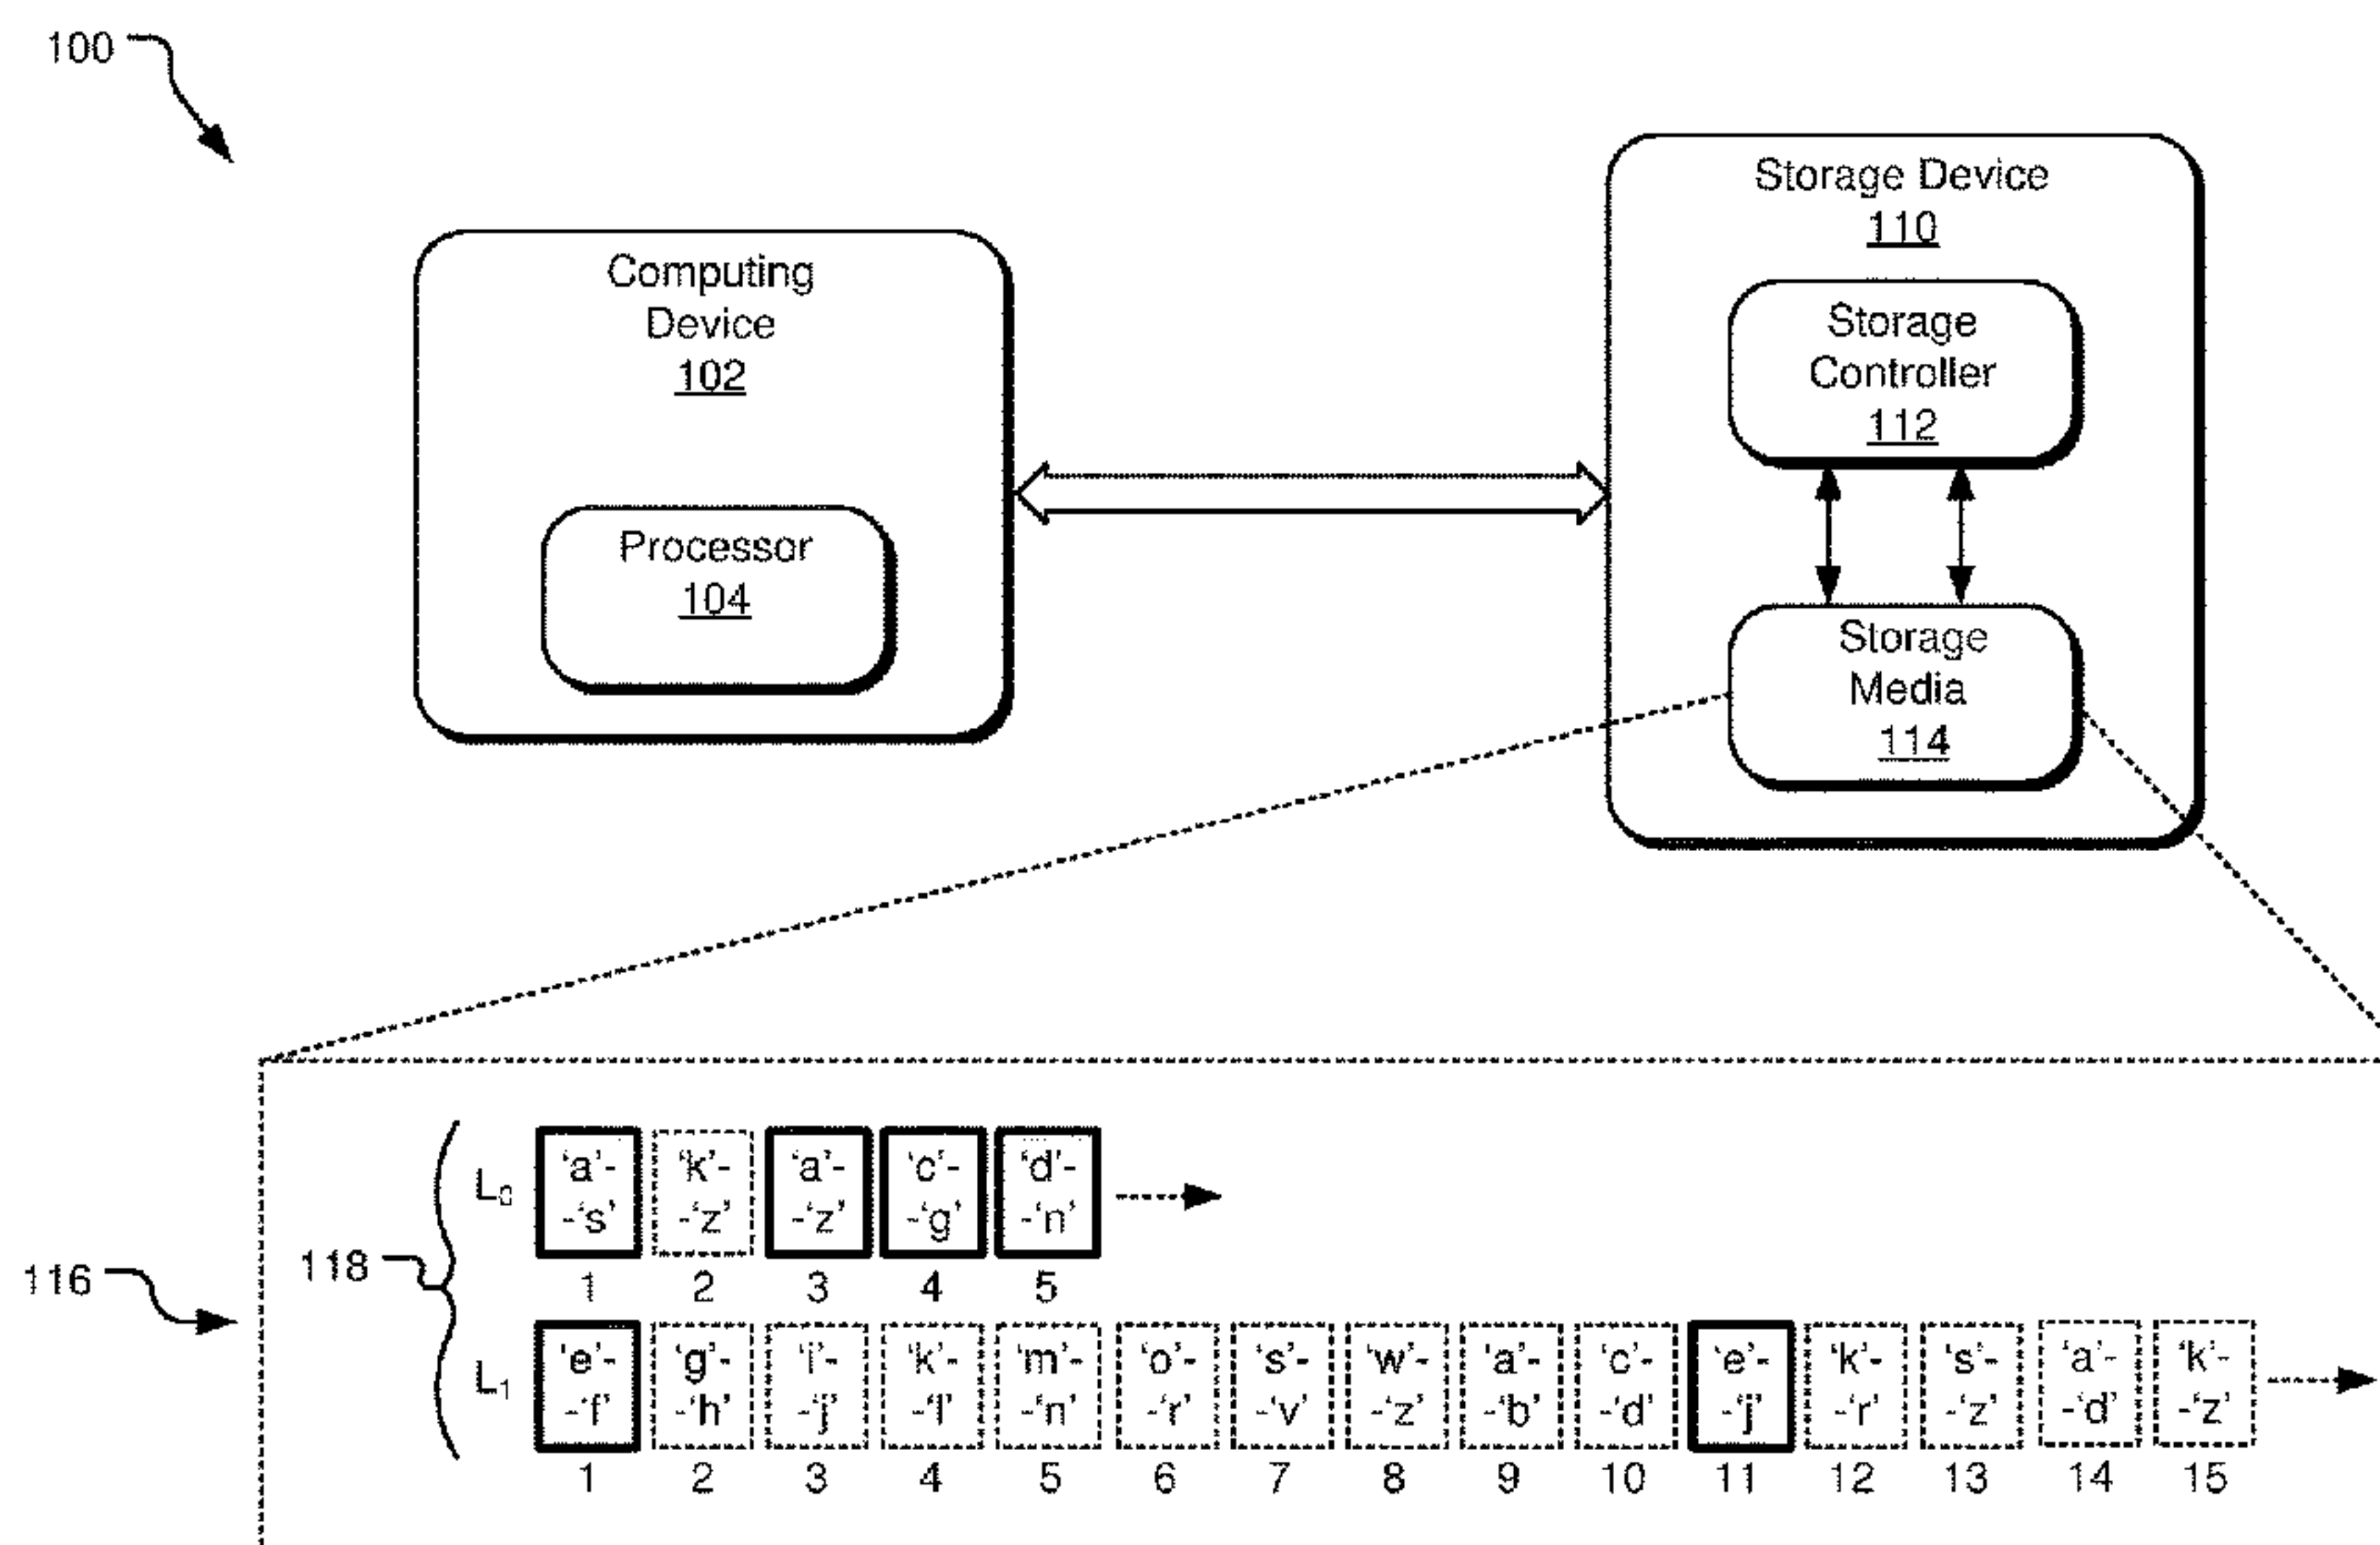 100
Storage Device
110
Computing
Device
102
Storage
Controller
112
Processor
104
Storage
Media
114
116
118
L₀ 'a'- 'k'- 'a'- 'c'- 'd'-
-'s' -'z' -'z' -'g' -'n'
1 2 3 4 5
L₁ 'e'- 'g'- 'i'- 'k'- 'm'- 'o'- 's'- 'w'- 'a'- 'c'- 'e'- 'k'- 's'- 'a'- 'k'-
-'f' -'h' -'j' -'l' -'n' -'r' -'v' -'z' -'b' -'d' -'j' -'r' -'z' -'d' -'z'
1 2 3 4 5 6 7 8 9 10 11 12 13 14 15